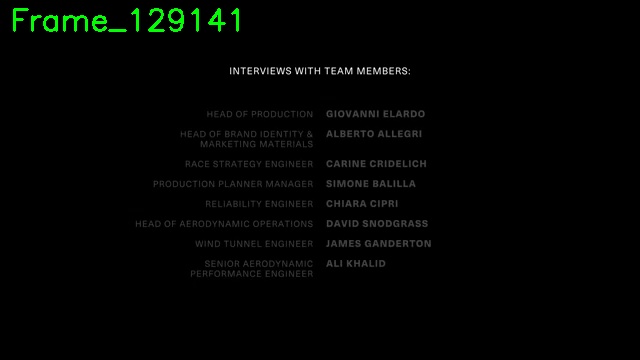 Frame_129141
INTERVIEWS WITH TEAM MEMBERS:
HEAD OF PRODUCTION GIOVANNI ELARDO
HEAD OF BRAND IDENTITY & ALBERTO ALLEGRI
MARKETING MATERIALS
RACE STRATEGY ENGINEER CARINE CRIDELICH
PRODUCTION PLANNER MANAGER SIMONE BALILLA
RELIABILITY ENGINEER CHIARA CIPRI
HEAD OF AERODYNAMIC OPERATIONS DAVID SNODGRASS
WIND TUNNEL ENGINEER JAMES GANDERTON
SENIOR AERODYNAMIC ALI KHALID
PERFORMANCE ENGINEER